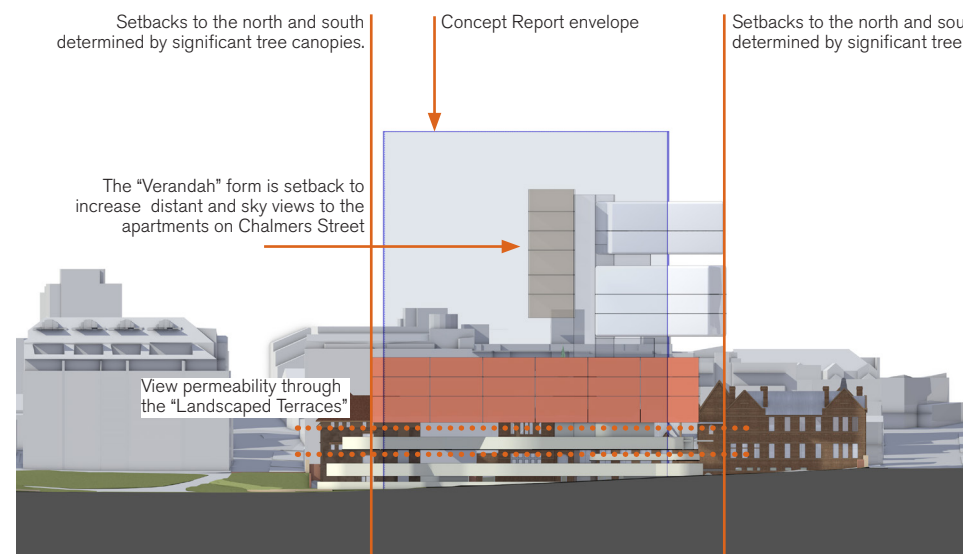 Setbacks to the north and south
determined by significant tree canopies.
Concept Report envelope
Setbacks to the north and sou
determined by significant tree
The “Verandah” form is setback to
increase distant and sky views to the
apartments on Chalmers Street
View permeability through
the “Landscaped Terraces”